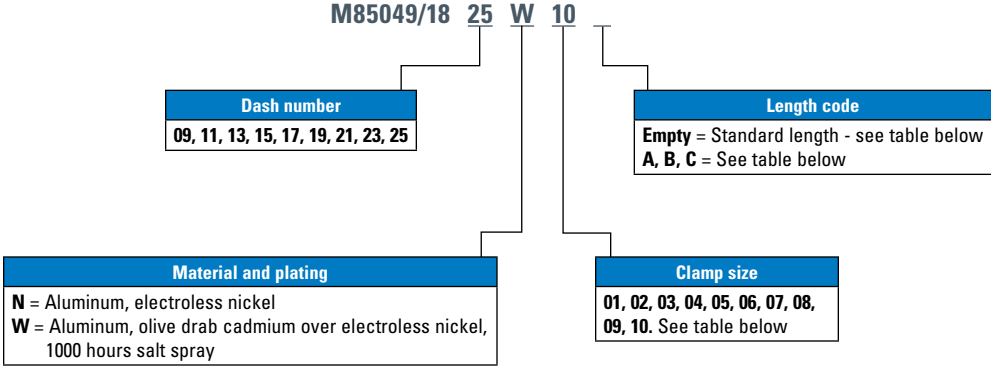 M85049/18 25 W 10
Dash number
09, 11, 13, 15, 17, 19, 21, 23, 25
Length code
Empty = Standard length - see table below
A, B, C = See table below
Material and plating
N = Aluminum, electroless nickel
W = Aluminum, olive drab cadmium over electroless nickel,
1000 hours salt spray
Clamp size
01, 02, 03, 04, 05, 06, 07, 08,
09, 10. See table below